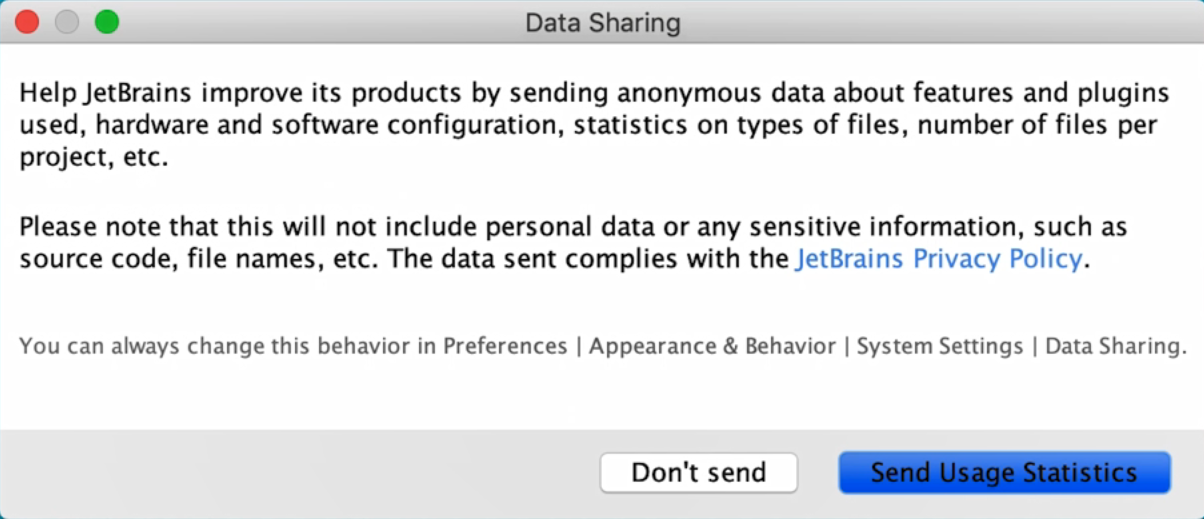 Data Sharing
Help JetBrains improve its products by sending anonymous data about features and plugins
used, hardware and software configuration, statistics on types of files, number of files per
project, etc.
Please note that this will not include personal data or any sensitive information, such as
source code, file names, etc. The data sent complies with the JetBrains Privacy Policy.
You can always change this behavior in Preferences | Appearance & Behavior | System Settings | Data Sharing.
Don't send
Send Usage Statistics